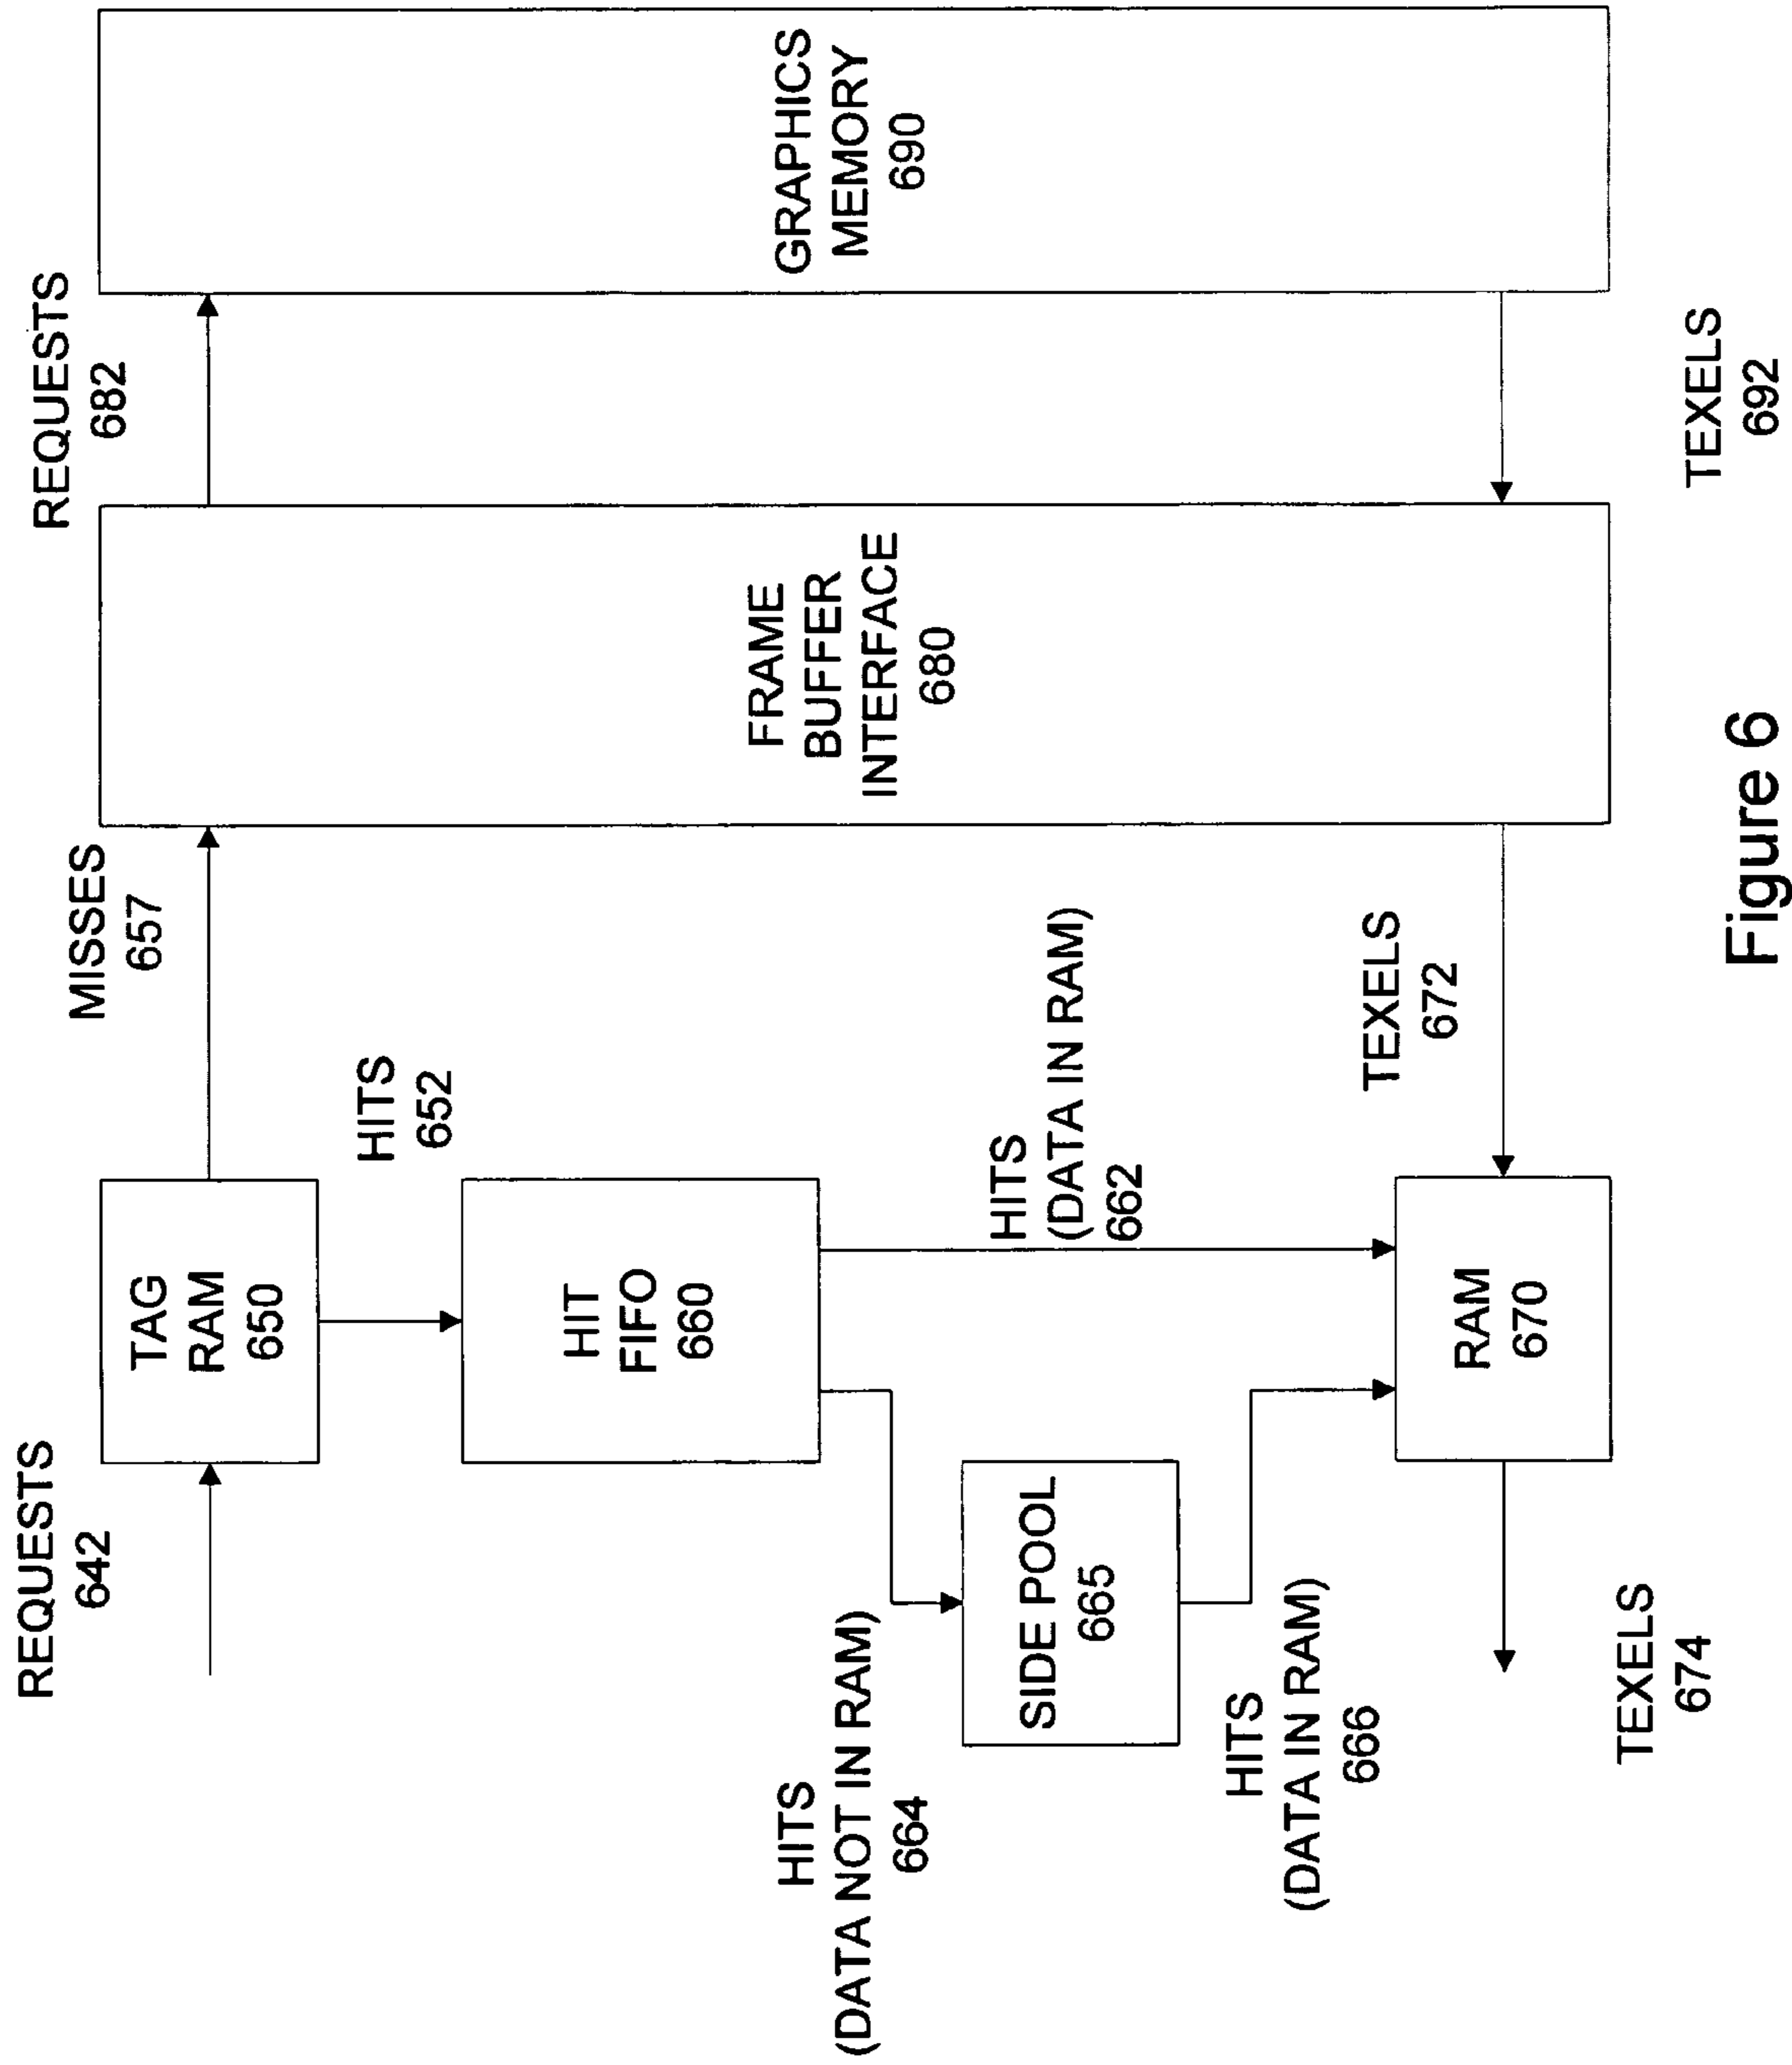 REQUESTS
642
TAG
RAM
650
MISSES
657
REQUESTS
682
HITS
652
HIT
FIFO
660
FRAME
BUFFER
INTERFACE
680
GRAPHICS
MEMORY
690
HITS
(DATA NOT IN RAM)
664
SIDE POOL
665
HITS
(DATA IN RAM)
662
HITS
(DATA IN RAM)
666
RAM
670
TEXELS
672
TEXELS
674
TEXELS
692
Figure 6